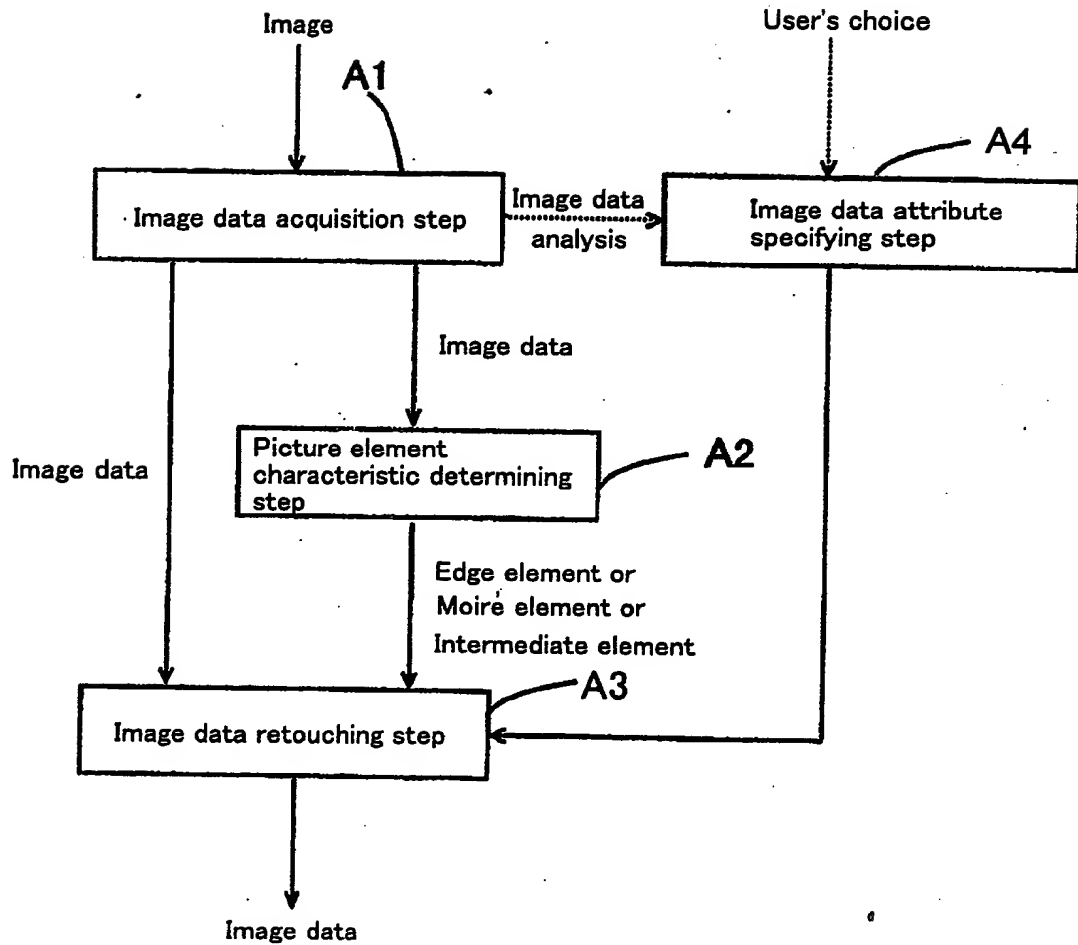 Image
User's choice
A1
A4
Image data acquisition step
Image data
analysis
Image data attribute
specifying step
Image data
Image data
Picture element
characteristic determining
step
A2
Edge element or
Moiré element or
Intermediate element
A3
Image data retouching step
Image data